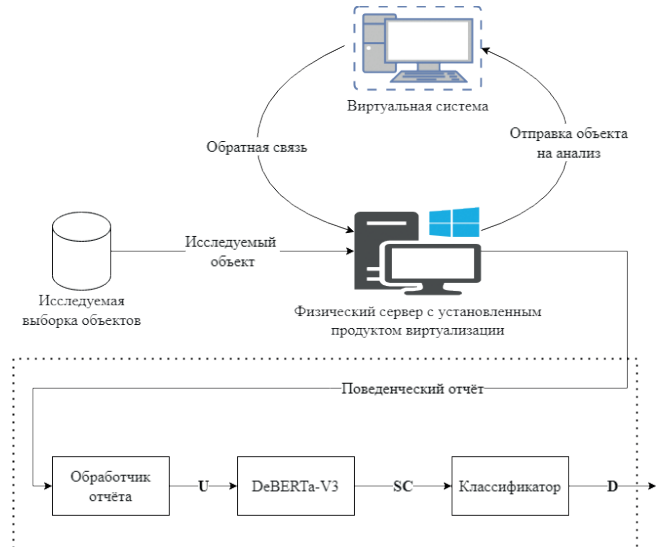 Виртуальная система
Обратная связь
Отправка объекта
на анализ
Исследуемый
объект
Исследуемая
выборка объектов
Физический сервер с установленным
продуктом виртуализации
Поведенческий отчёт
Обработчик
отчёта
U
DeBERTa-V3
SC
Классификатор
D